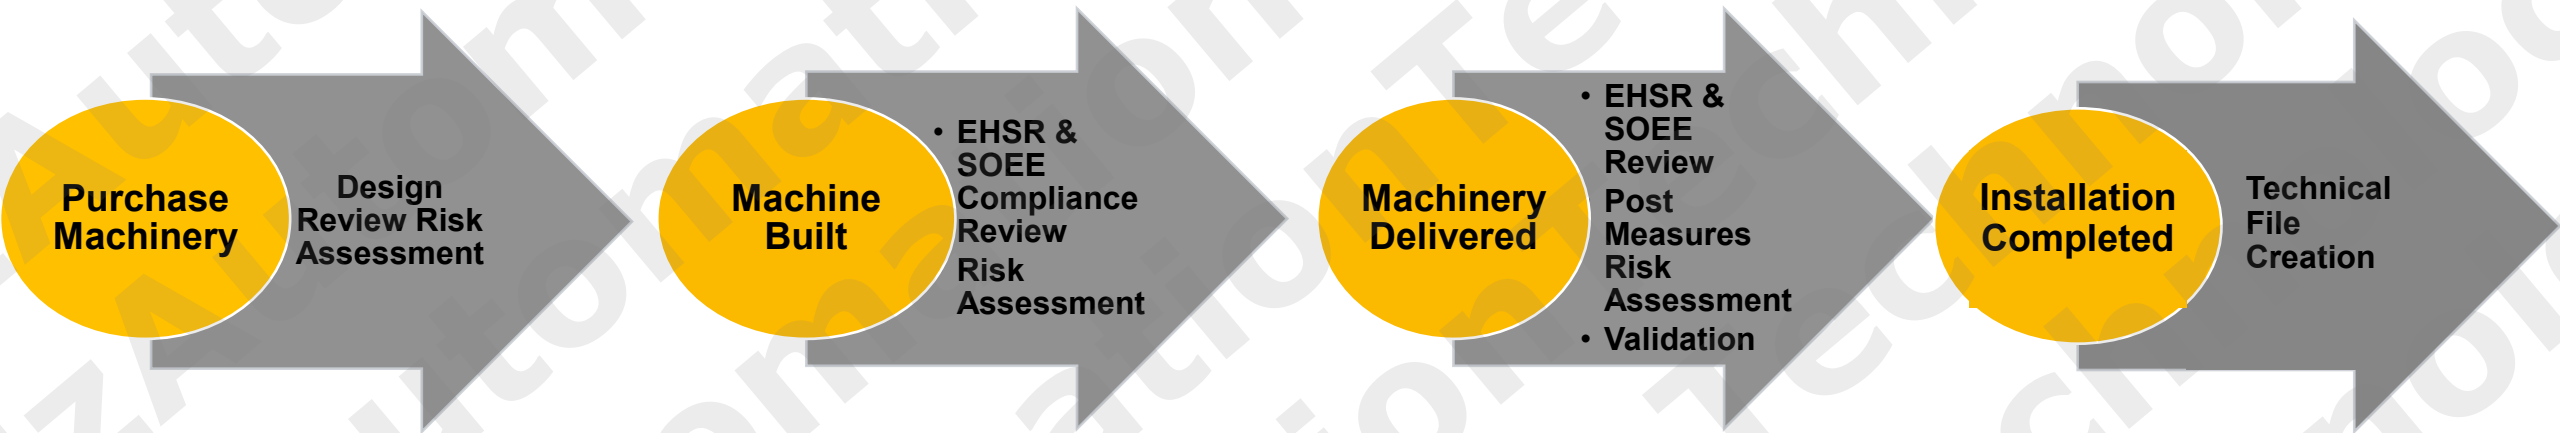 Purchase
Machinery
Design
Review Risk
Assessment
Machine
Built
• EHSR &
SOEE
Compliance
Review
Risk
Assessment
Machinery
Delivered
• EHSR &
SOEE
Review
Post
Measures
Risk
Assessment
• Validation
Installation
Completed
Technical
File
Creation